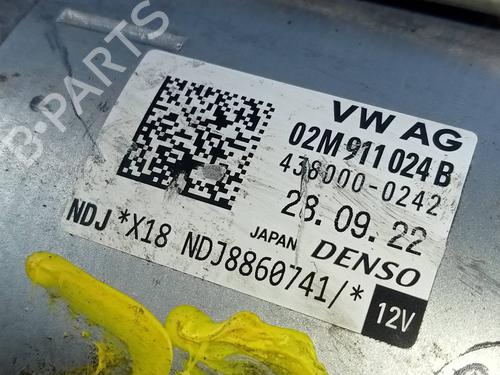 B-PARTS
VW AG
02M 911 024 B
438000-0242
28.09.22
JAPAN DENSO
NDJ *X18 NDJ8860741/*
12V